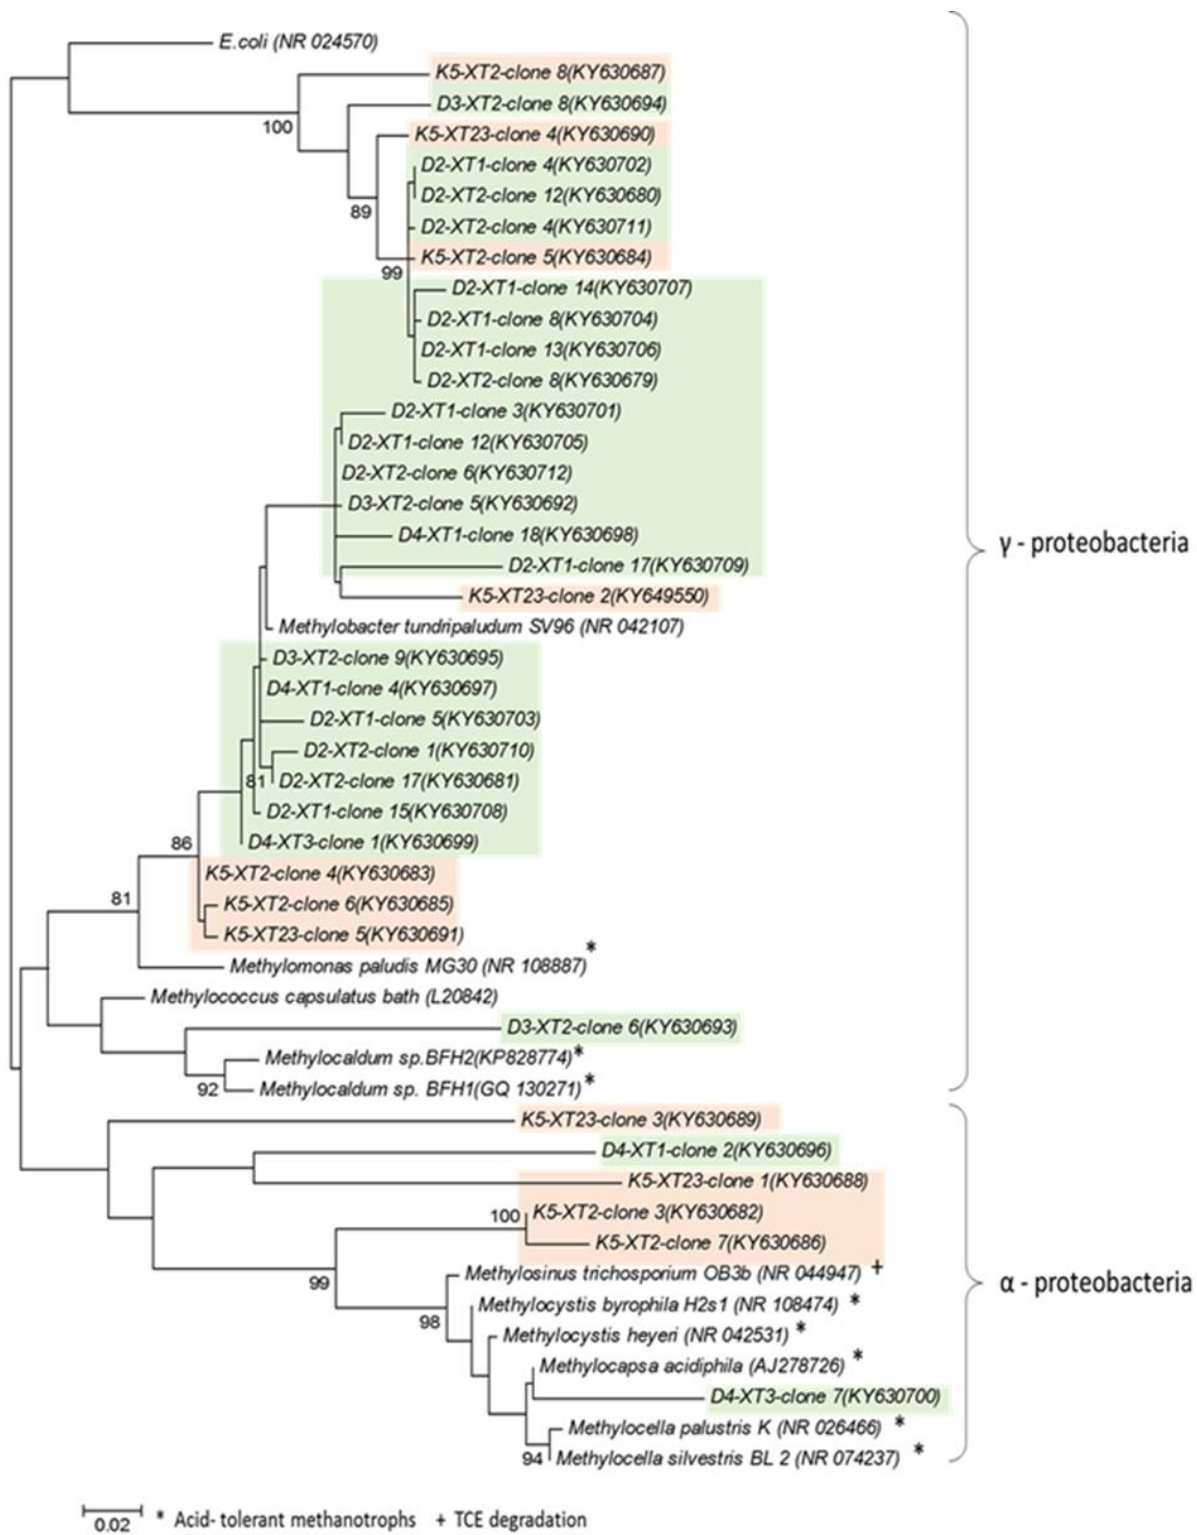 E.coli (NR 024570)
K5-XT2-clone 8(KY630687)
D3-XT2-clone 8(KY630694)
100
K5-XT23-clone 4(KY630690)
D2-XT1-clone 4(KY630702)
D2-XT2-clone 12(KY630680)
89
D2-XT2-clone 4(KY630711)
K5-XT2-clone 5(KY630684)
99
D2-XT1-clone 14(KY630707)
D2-XT1-clone 8(KY630704)
D2-XT1-clone 13(KY630706)
D2-XT2-clone 8(KY630679)
D2-XT1-clone 3(KY630701)
D2-XT1-clone 12(KY630705)
D2-XT2-clone 6(KY630712)
D3-XT2-clone 5(KY630692)
D4-XT1-clone 18(KY630698)
γ - proteobacteria
D2-XT1-clone 17(KY630709)
K5-XT23-clone 2(KY649550)
Methylobacter tundripaludum SV96 (NR 042107)
D3-XT2-clone 9(KY630695)
D4-XT1-clone 4(KY630697)
D2-XT1-clone 5(KY630703)
D2-XT2-clone 1(KY630710)
81
D2-XT2-clone 17(KY630681)
D2-XT1-clone 15(KY630708)
D4-XT3-clone 1(KY630699)
86
K5-XT2-clone 4(KY630683)
81
K5-XT2-clone 6(KY630685)
K5-XT23-clone 5(KY630691)
Methylomonas paludis MG30 (NR 108887)*
Methylococcus capsulatus bath (L20842)
D3-XT2-clone 6(KY630693)
Methylocaldum sp.BFH2(KP828774)*
92
Methylocaldum sp. BFH1(GQ 130271)*
K5-XT23-clone 3(KY630689)
D4-XT1-clone 2(KY630696)
K5-XT23-clone 1(KY630688)
100
K5-XT2-clone 3(KY630682)
K5-XT2-clone 7(KY630686)
99
Methylosinus trichosporium OB3b (NR 044947) +
α - proteobacteria
Methylocystis byrophila H2s1 (NR 108474) *
98
Methylocystis heyeri (NR 042531) *
Methylocapsa acidiphila (AJ278726) *
D4-XT3-clone 7(KY630700)
Methylocella palustris K (NR 026466) *
94
Methylocella silvestris BL 2 (NR 074237) *
0.02
* Acid- tolerant methanotrophs + TCE degradation